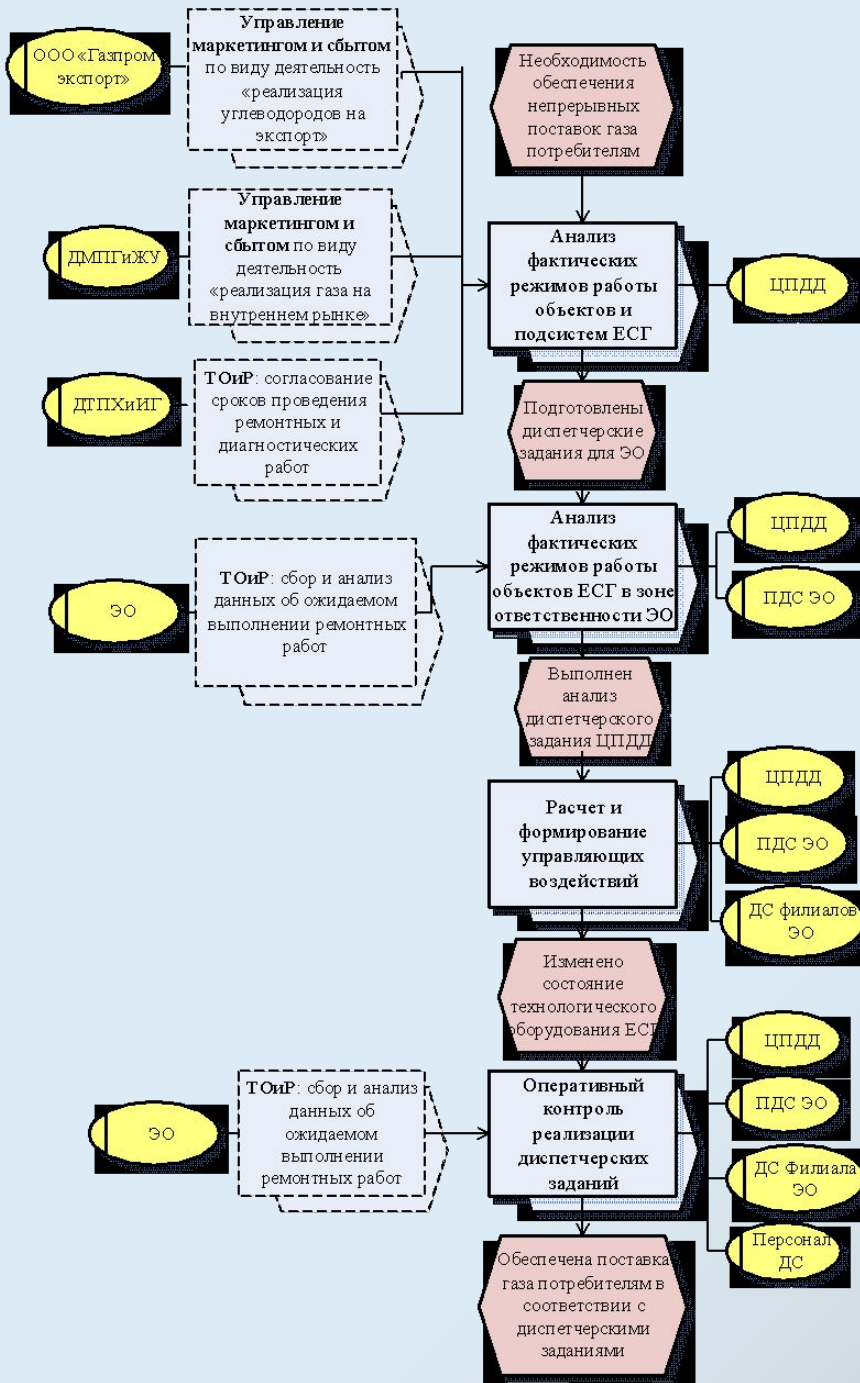 ООО «Газпром
экспорт»
Управление
маркетингом и сбытом
по виду деятельность
«реализация
углеводородов на
экспорт»
Необходимость
обеспечения
непрерывных
поставок газа
потребителям
ДМПГиЖУ
Управление
маркетингом и
сбытом по виду
деятельность
«реализация газа на
внутреннем рынке»
Анализ
фактических
режимов работы
объектов и
подсистем ЕСГ
ЦПДД
ДТПХиИГ
ТОиР: согласование
сроков проведения
ремонтных и
диагностических
работ
Подготовлены
диспетчерские
задания для ЭО
ЭО
ТОиР: сбор и анализ
данных об ожидаемом
выполнении ремонтных
работ
Анализ
фактических
режимов работы
объектов ЕСГ в зоне
ответственности ЭО
ЦПДД
ПДС ЭО
Выполнен
анализ
диспетчерского
задания ЦПДД
Расчет и
формирование
управляющих
воздействий
ЦПДД
ПДС ЭО
ДС филиалов
ЭО
Изменено
состояние
технологического
оборудования ЕСГ
ЭО
ТОиР: сбор и анализ
данных об
ожидаемом
выполнении
ремонтных работ
Оперативный
контроль
реализации
диспетчерских
заданий
ЦПДД
ПДС ЭО
ДС Филиала
ЭО
Персонал
ДС
Обеспечена поставка
газа потребителям в
соответствии с
диспетчерскими
заданиями